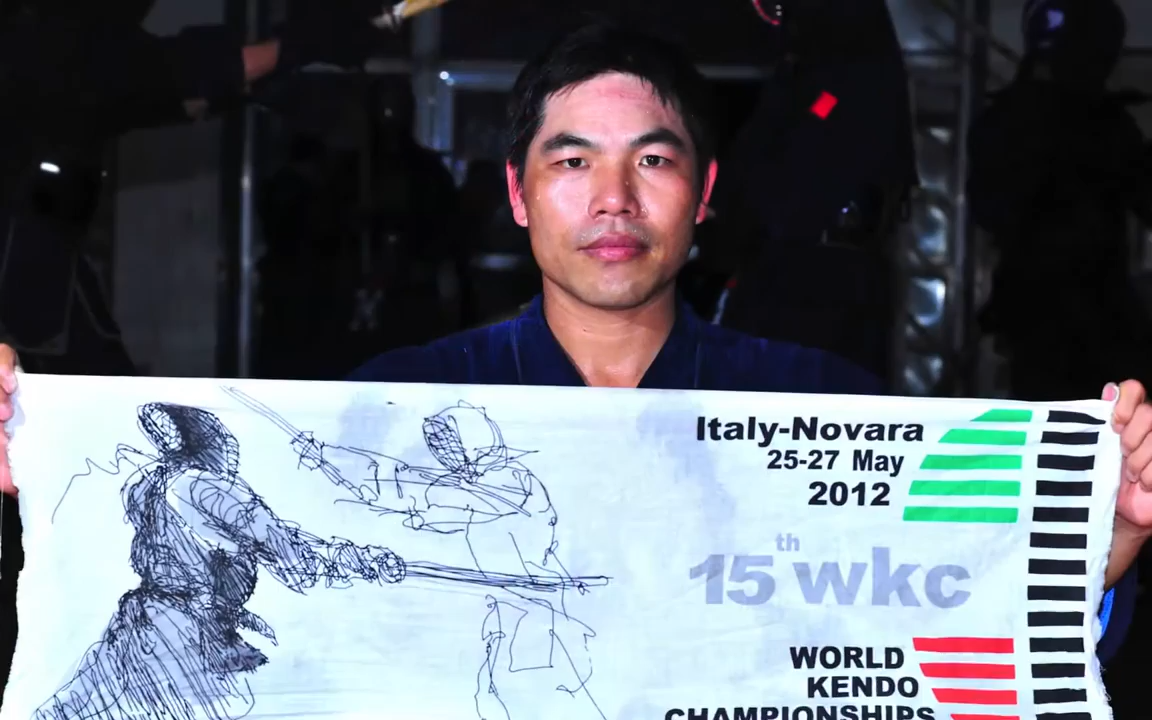 Italy-Novara
25-27 May
2012
15th wkc
WORLD
KENDO
CHAMPIONSHIPS